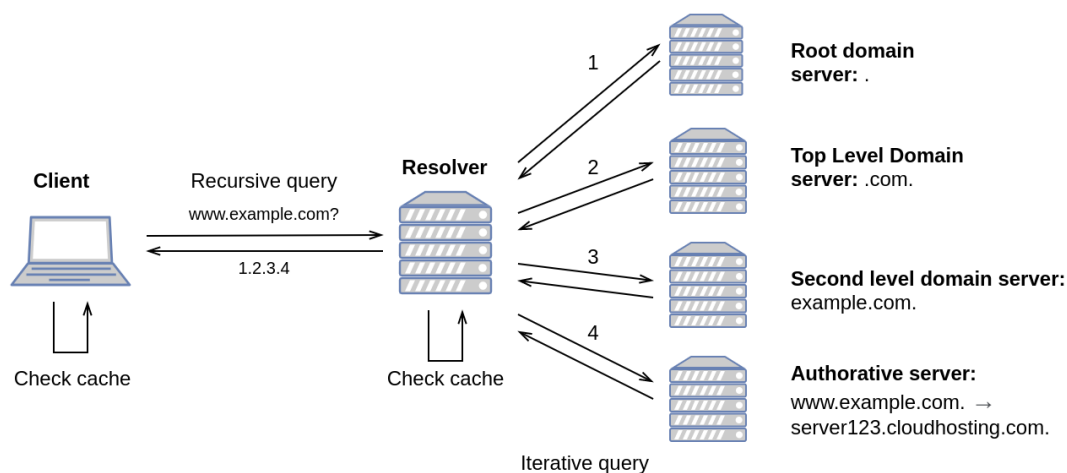 Client
Check cache
Recursive query
www.example.com?
1.2.3.4
Resolver
Check cache
1
2
3
4
Iterative query
Root domain
server: .
Top Level Domain
server: .com.
Second level domain server:
example.com.
Authorative server:
www.example.com. →
server123.cloudhosting.com.